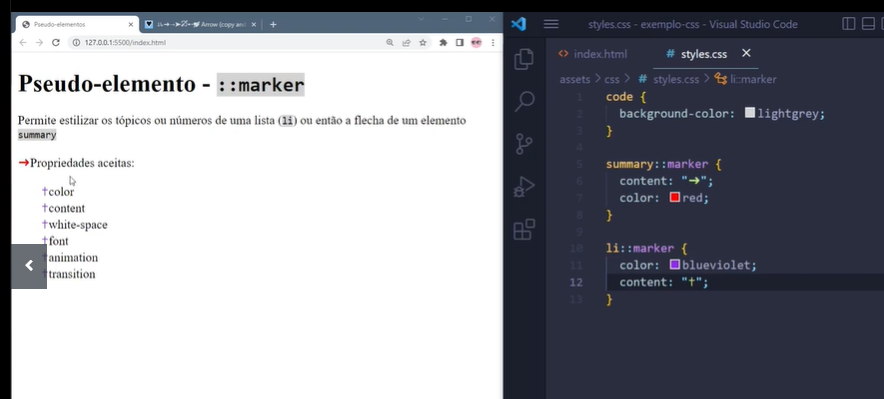 Pseudo-elementos
Arrow (copy and
127.0.0.1:5500/index.html
Pseudo-elemento - ::marker
Permite estilizar os tópicos ou números de uma lista (li) ou então a flecha de um elemento
summary
➜Propriedades aceitas:
†color
†content
†white-space
†font
†animation
†transition
styles.css - exemplo-css - Visual Studio Code
<> index.html
# styles.css ×
assets > css > # styles.css > li::marker
1 code {
2 background-color: lightgrey;
3 }
4
5 summary::marker {
6 content: "➜";
7 color: red;
8 }
9
10 li::marker {
11 color: blueviolet;
12 content: "†";
13 }